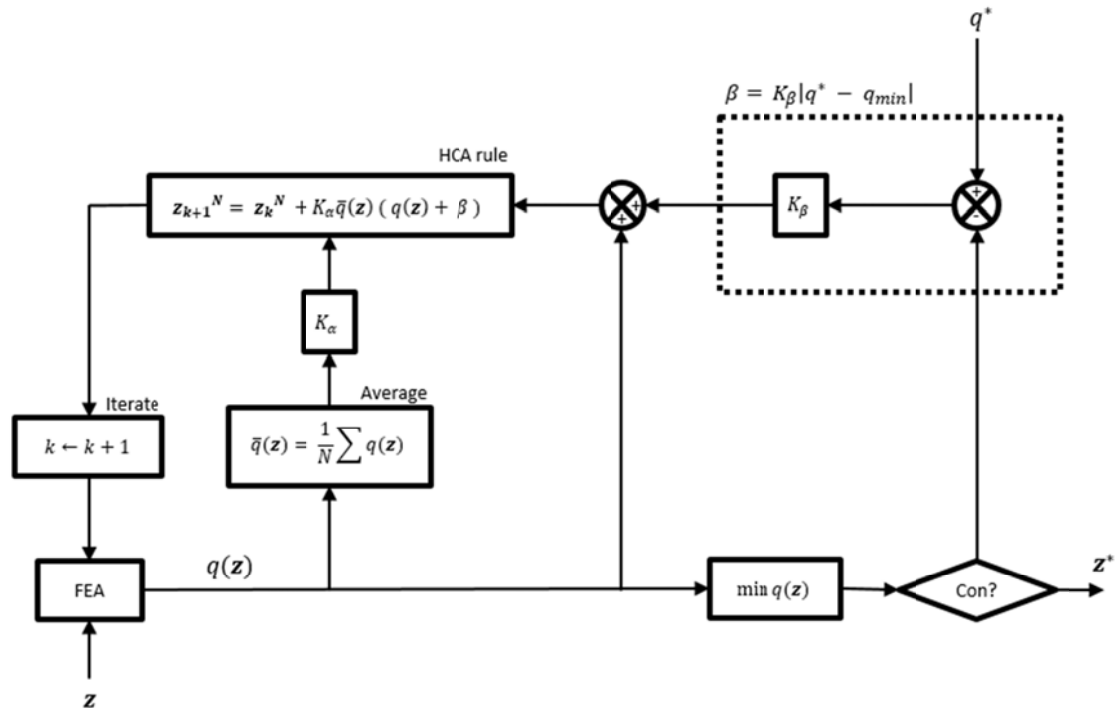 q*
β = K_β|q* − q_min|
+
-
K_β
+
+
HCA rule
z_{k+1}^N = z_k^N + K_α q̄(z) ( q(z) + β )
K_α
Average
q̄(z) = 1/N ∑ q(z)
Iterate
k ← k + 1
FEA
q(z)
min q(z)
Con?
z*
z